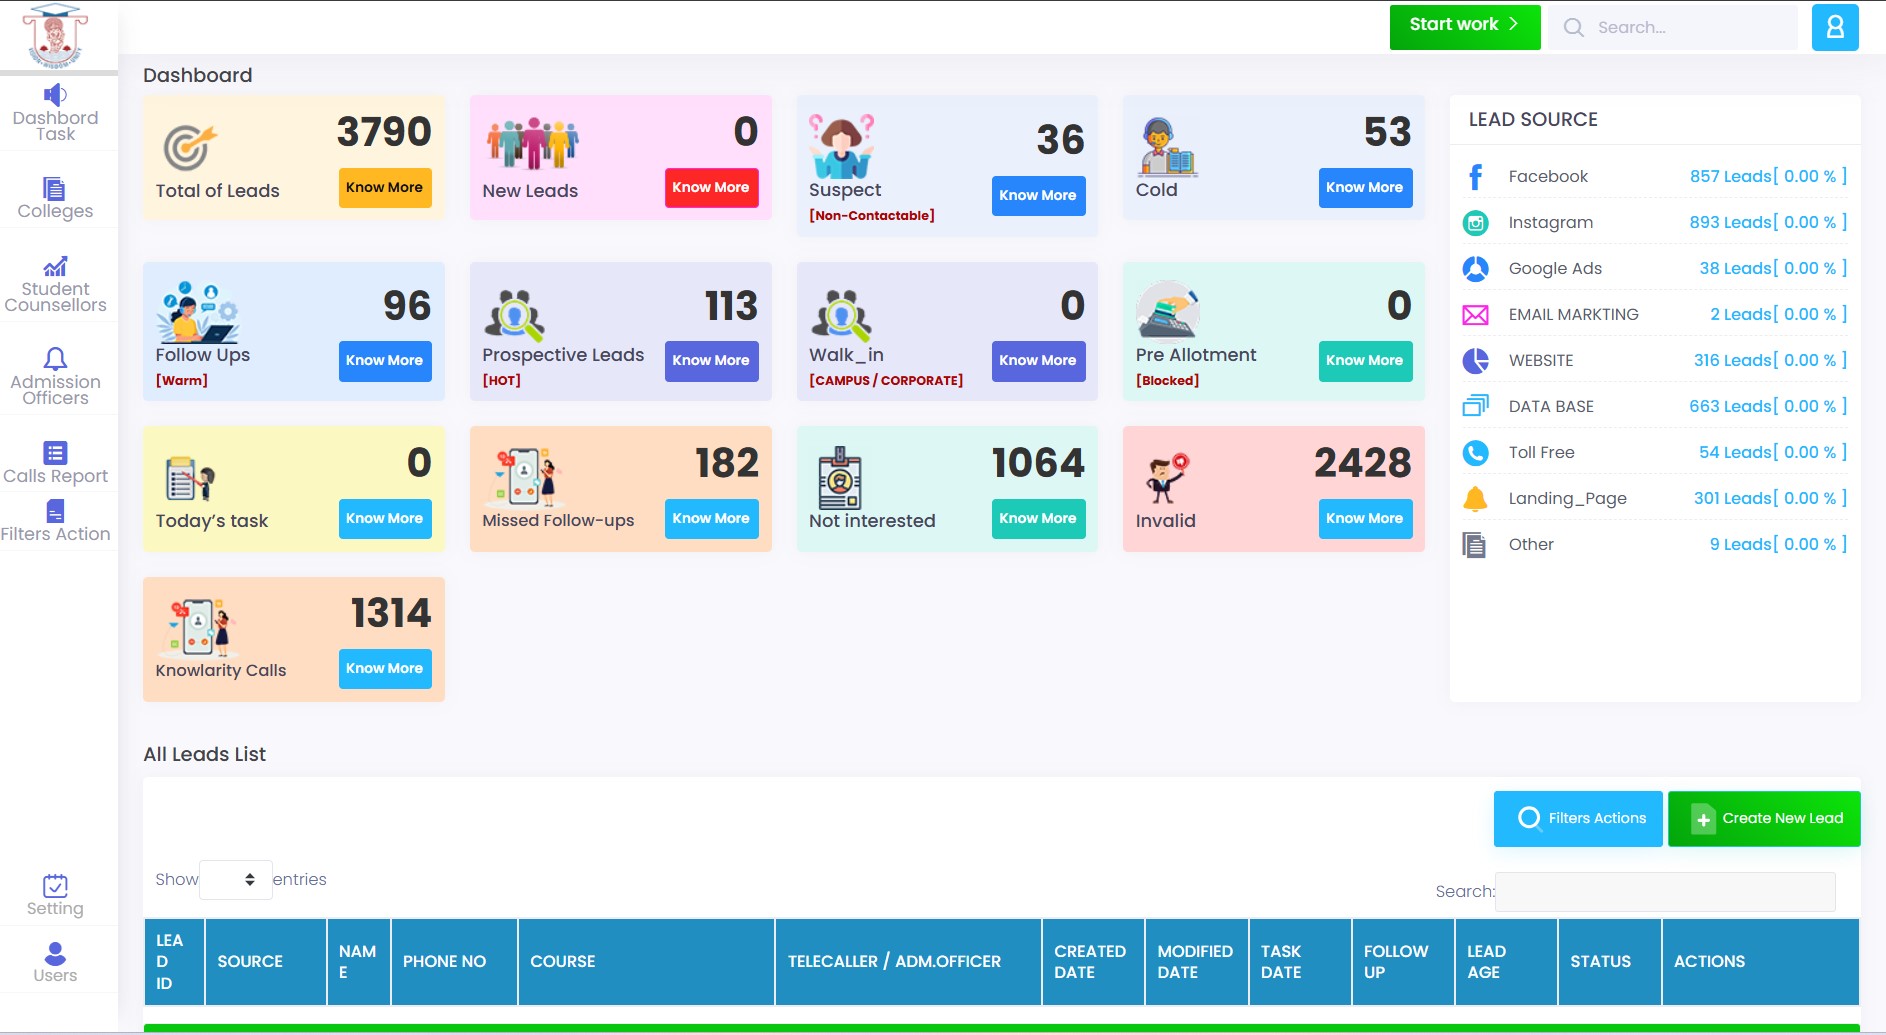 Start work
Search...
Dashbord
Task
Colleges
Student
Counsellors
Admission
Officers
Calls Report
Filters Action
Setting
Users
Dashboard
3790
Total of Leads
Know More
0
New Leads
Know More
36
Suspect
[Non-Contactable]
Know More
53
Cold
Know More
96
Follow Ups
[Warm]
Know More
113
Prospective Leads
[HOT]
Know More
0
Walk_in
[CAMPUS / CORPORATE]
Know More
0
Pre Allotment
[Blocked]
Know More
0
Today's task
Know More
182
Missed Follow-ups
Know More
1064
Not interested
Know More
2428
Invalid
Know More
1314
Knowlarity Calls
Know More
LEAD SOURCE
Facebook 857 Leads[ 0.00 % ]
Instagram 893 Leads[ 0.00 % ]
Google Ads 38 Leads[ 0.00 % ]
EMAIL MARKTING 2 Leads[ 0.00 % ]
WEBSITE 316 Leads[ 0.00 % ]
DATA BASE 663 Leads[ 0.00 % ]
Toll Free 54 Leads[ 0.00 % ]
Landing_Page 301 Leads[ 0.00 % ]
Other 9 Leads[ 0.00 % ]
All Leads List
Filters Actions
Create New Lead
Show entries
Search:
LEA
D
ID
SOURCE
NAM
E
PHONE NO
COURSE
TELECALLER / ADM.OFFICER
CREATED
DATE
MODIFIED
DATE
TASK
DATE
FOLLOW
UP
LEAD
AGE
STATUS
ACTIONS